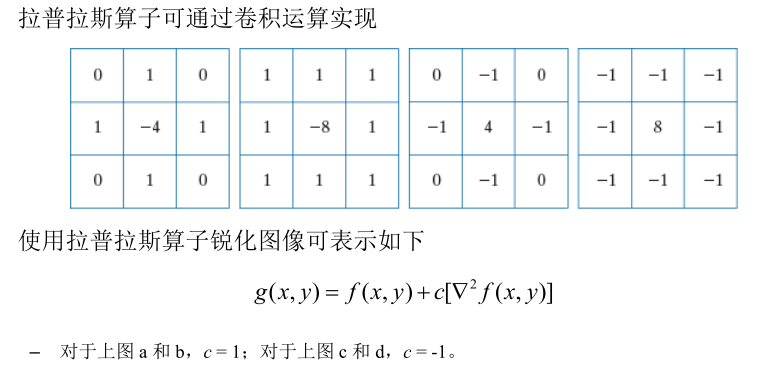 拉普拉斯算子可通过卷积运算实现
0 1 0 1 1 1 0 −1 0 −1 −1 −1
1 −4 1 1 −8 1 −1 4 −1 −1 8 −1
0 1 0 1 1 1 0 −1 0 −1 −1 −1
使用拉普拉斯算子锐化图像可表示如下
g(x, y) = f(x, y) + c[∇²f(x, y)]
– 对于上图 a 和 b，c = 1；对于上图 c 和 d，c = -1。